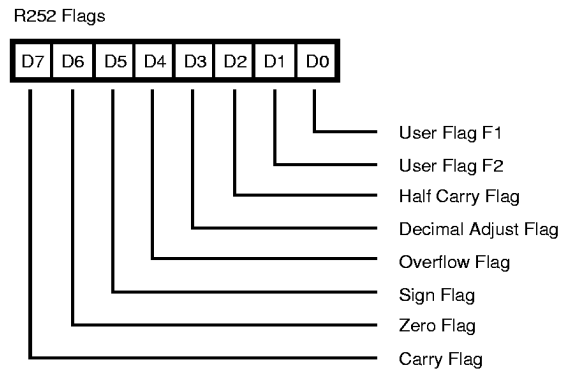 R252 Flags
D7 D6 D5 D4 D3 D2 D1 D0
User Flag F1
User Flag F2
Half Carry Flag
Decimal Adjust Flag
Overflow Flag
Sign Flag
Zero Flag
Carry Flag